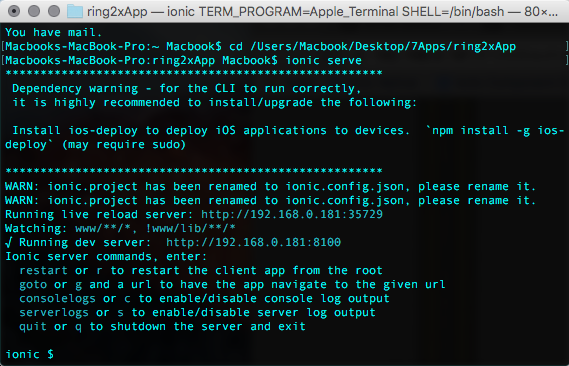 ring2xApp — ionic TERM_PROGRAM=Apple_Terminal SHELL=/bin/bash — 80×...
You have mail.
[Macbooks-MacBook-Pro:~ Macbook$ cd /Users/Macbook/Desktop/7Apps/ring2xApp ]
[Macbooks-MacBook-Pro:ring2xApp Macbook$ ionic serve ]
******************************************************
Dependency warning - for the CLI to run correctly,
it is highly recommended to install/upgrade the following:
Install ios-deploy to deploy iOS applications to devices. `npm install -g ios-
deploy` (may require sudo)
******************************************************
WARN: ionic.project has been renamed to ionic.config.json, please rename it.
WARN: ionic.project has been renamed to ionic.config.json, please rename it.
Running live reload server: http://192.168.0.181:35729
Watching: www/**/*, !www/lib/**/*
√ Running dev server: http://192.168.0.181:8100
Ionic server commands, enter:
restart or r to restart the client app from the root
goto or g and a url to have the app navigate to the given url
consolelogs or c to enable/disable console log output
serverlogs or s to enable/disable server log output
quit or q to shutdown the server and exit
ionic $